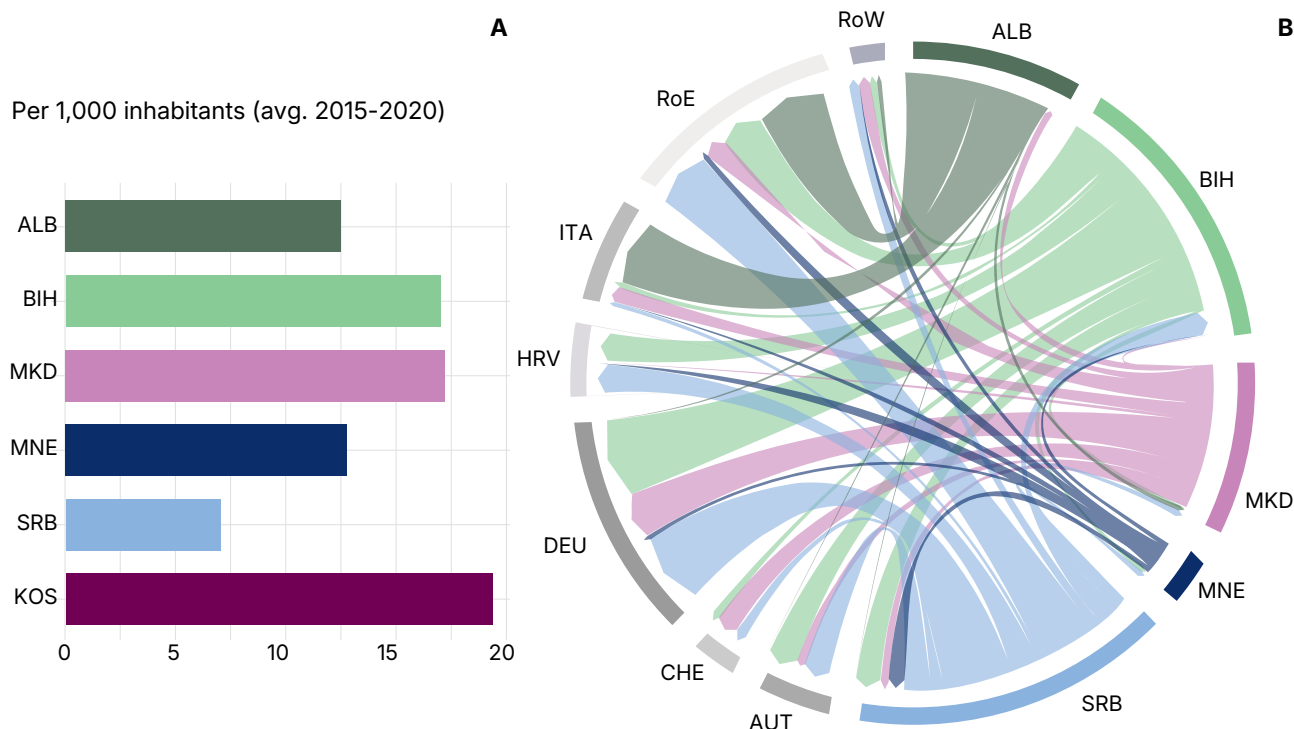 A
Per 1,000 inhabitants (avg. 2015-2020)
ALB
BIH
MKD
MNE
SRB
KOS
0 5 10 15 20
B
RoW
ALB
RoE
BIH
ITA
HRV
MKD
DEU
MNE
CHE
SRB
AUT